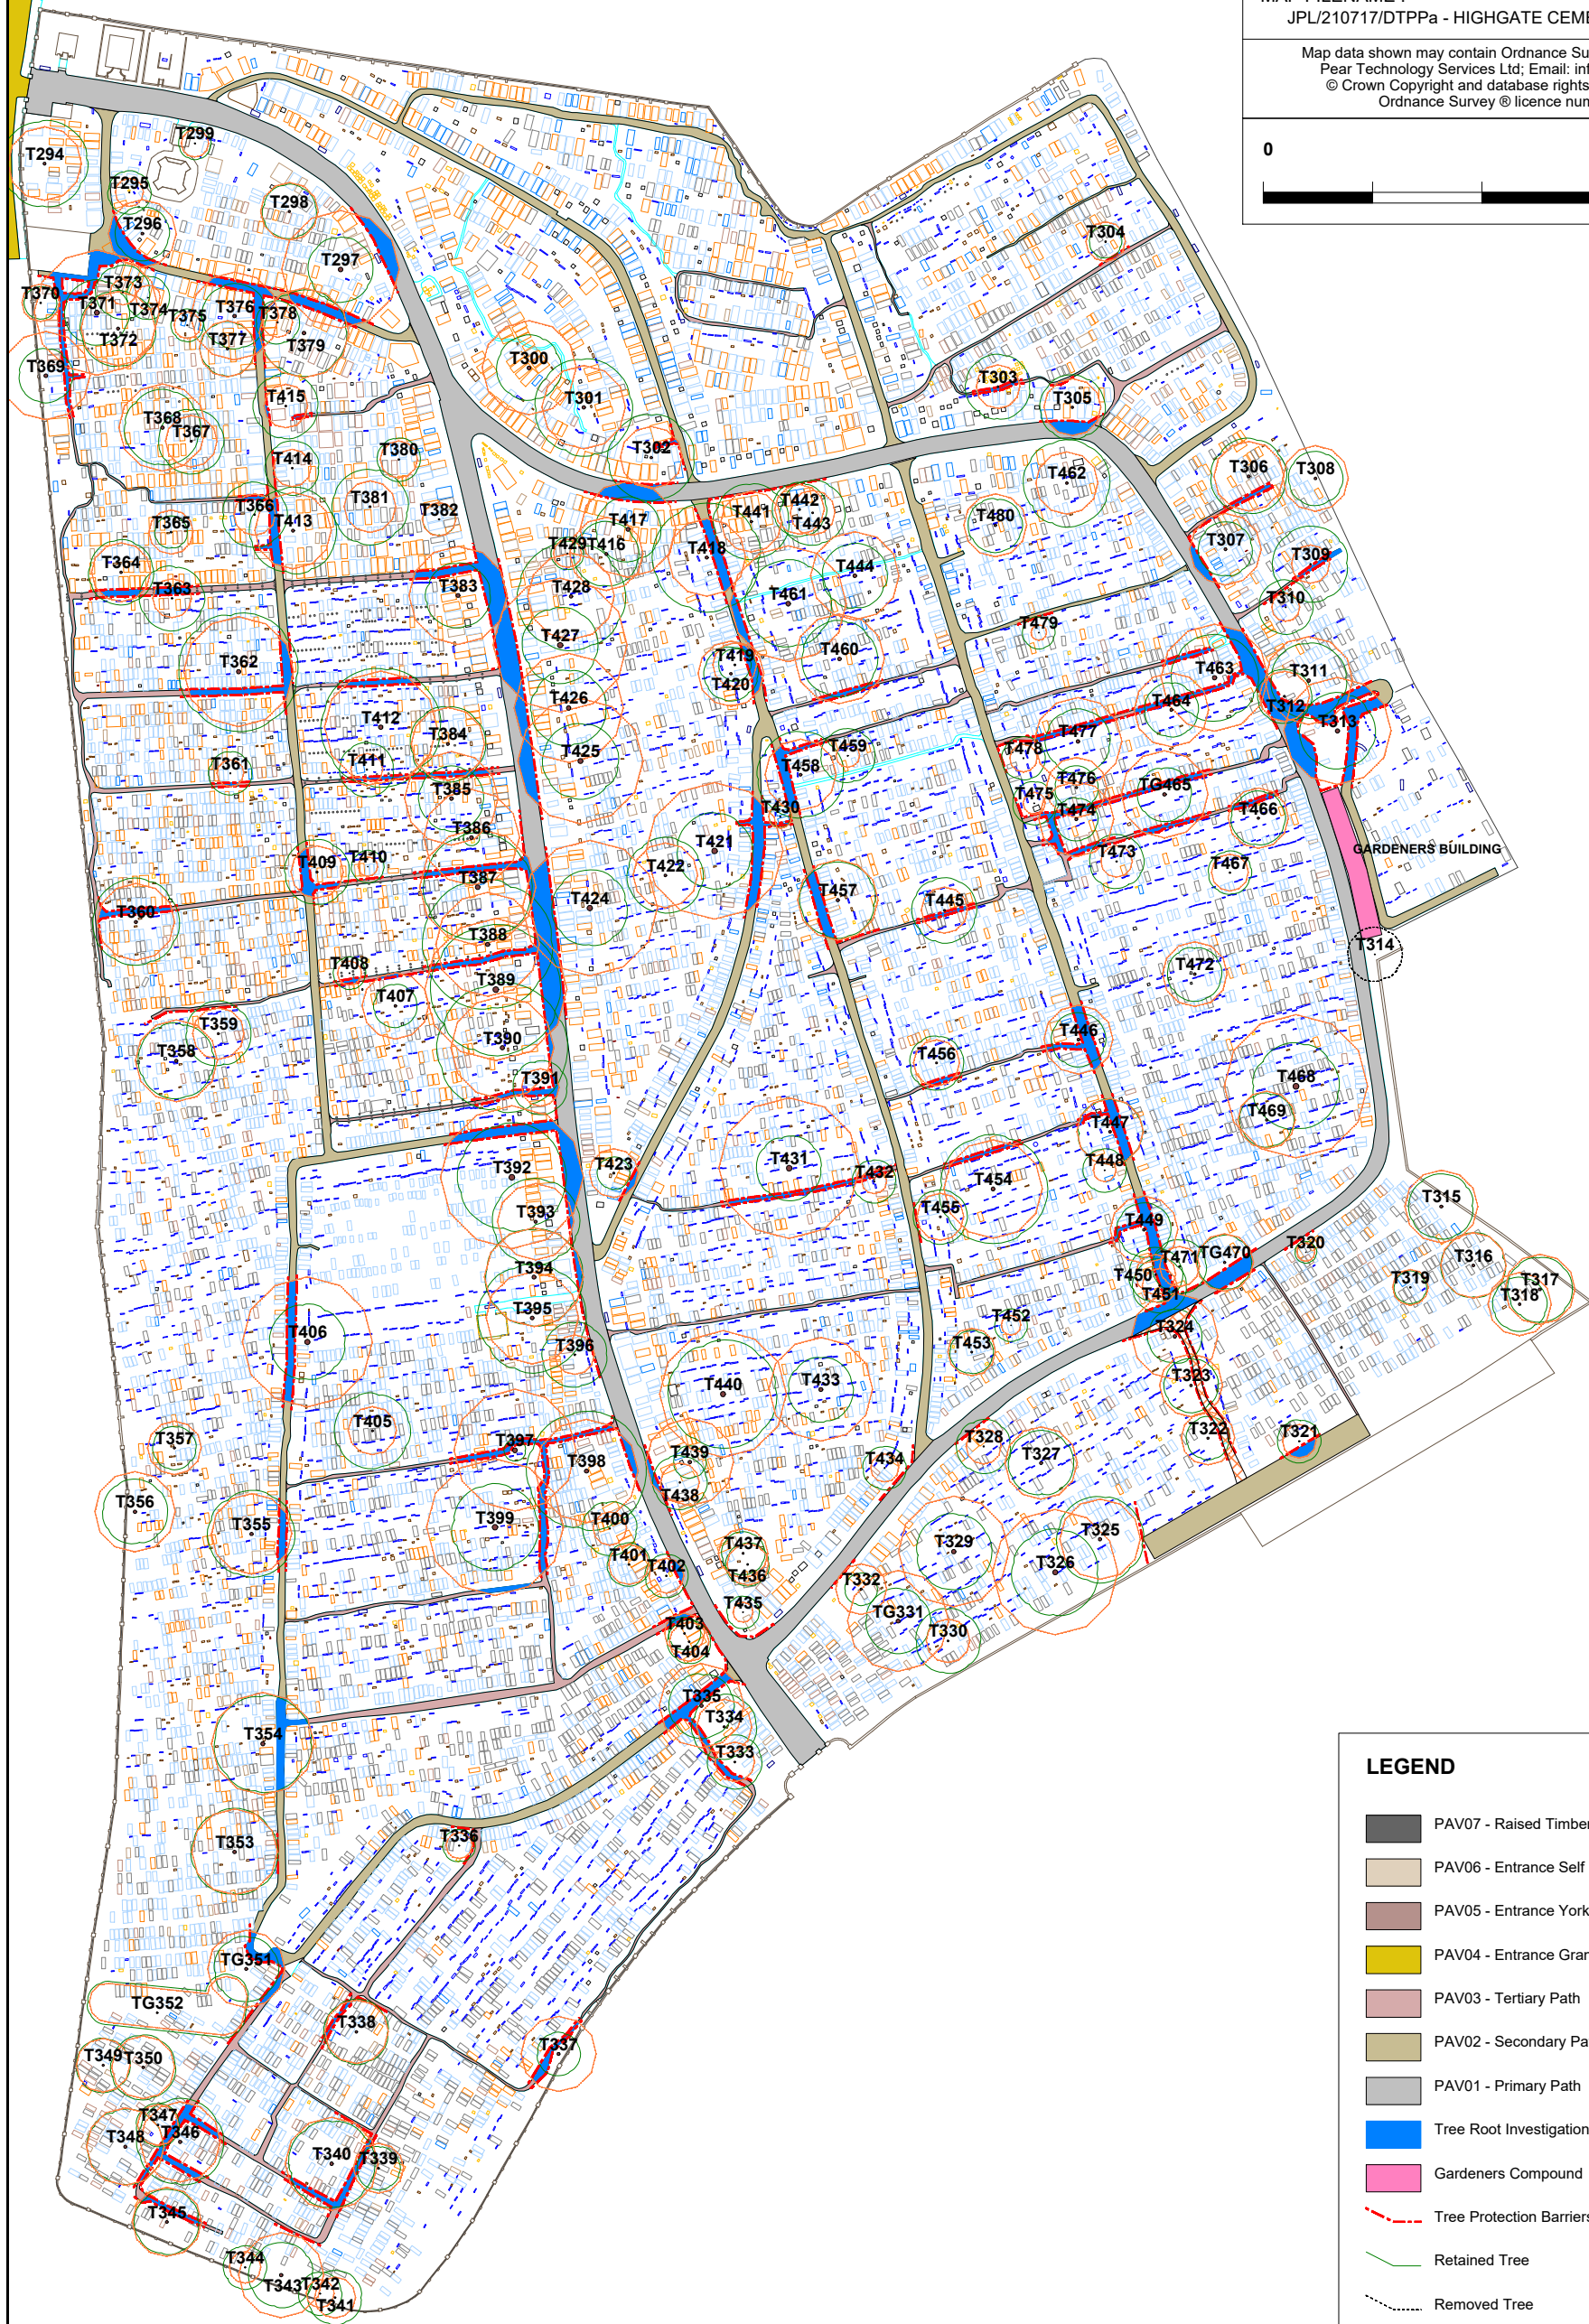 JPL/210717/DTPPa - HIGHGATE CEM
Map data shown may contain Ordnance Su
Pear Technology Services Ltd; Email: in
© Crown Copyright and database rights
Ordnance Survey ® licence nu
0
T294
T299
T295
T298
T296
T297
T304
T370
T373
T371
T374
T375
T376
T378
T372
T377
T379
T369
T300
T301
T303
T305
T415
T368
T367
T302
T380
T414
T462
T306
T308
T366
T381
T382
T413
T365
T417
T441
T442
T443
T480
T307
T429
T416
T418
T309
T364
T363
T383
T428
T444
T461
T310
T479
T427
T362
T419
T460
T463
T311
T420
T426
T464
T312
T412
T384
T313
T477
T425
T478
T459
T361
T411
T458
T476
TG465
T385
T475
T430
T474
T466
T386
T421
T473
GARDENERS BUILDING
T409
T410
T422
T467
T387
T457
T424
T445
T360
T388
T314
T408
T389
T472
T407
T359
T390
T446
T358
T456
T391
T468
T469
T447
T431
T423
T392
T432
T448
T454
T315
T393
T455
T449
T320
TG470
T316
T471
T394
T450
T319
T317
T451
T318
T395
T406
T452
T324
T396
T453
T440
T433
T323
T405
T357
T397
T328
T322
T321
T398
T439
T434
T327
T356
T438
T355
T399
T400
T437
T329
T325
T401
T402
T436
T326
T332
T435
TG331
T403
T330
T404
T335
T354
T334
T333
LEGEND
T336
T353
PAV07 - Raised Timber
PAV06 - Entrance Self
PAV05 - Entrance York
TG351
PAV04 - Entrance Gran
TG352
PAV03 - Tertiary Path
T338
T337
T349
T350
PAV02 - Secondary Pa
PAV01 - Primary Path
T347
T348
T346
Tree Root Investigation
T340
T339
Gardeners Compound
T345
Tree Protection Barriers
T344
T343
T342
Retained Tree
T341
Removed Tree